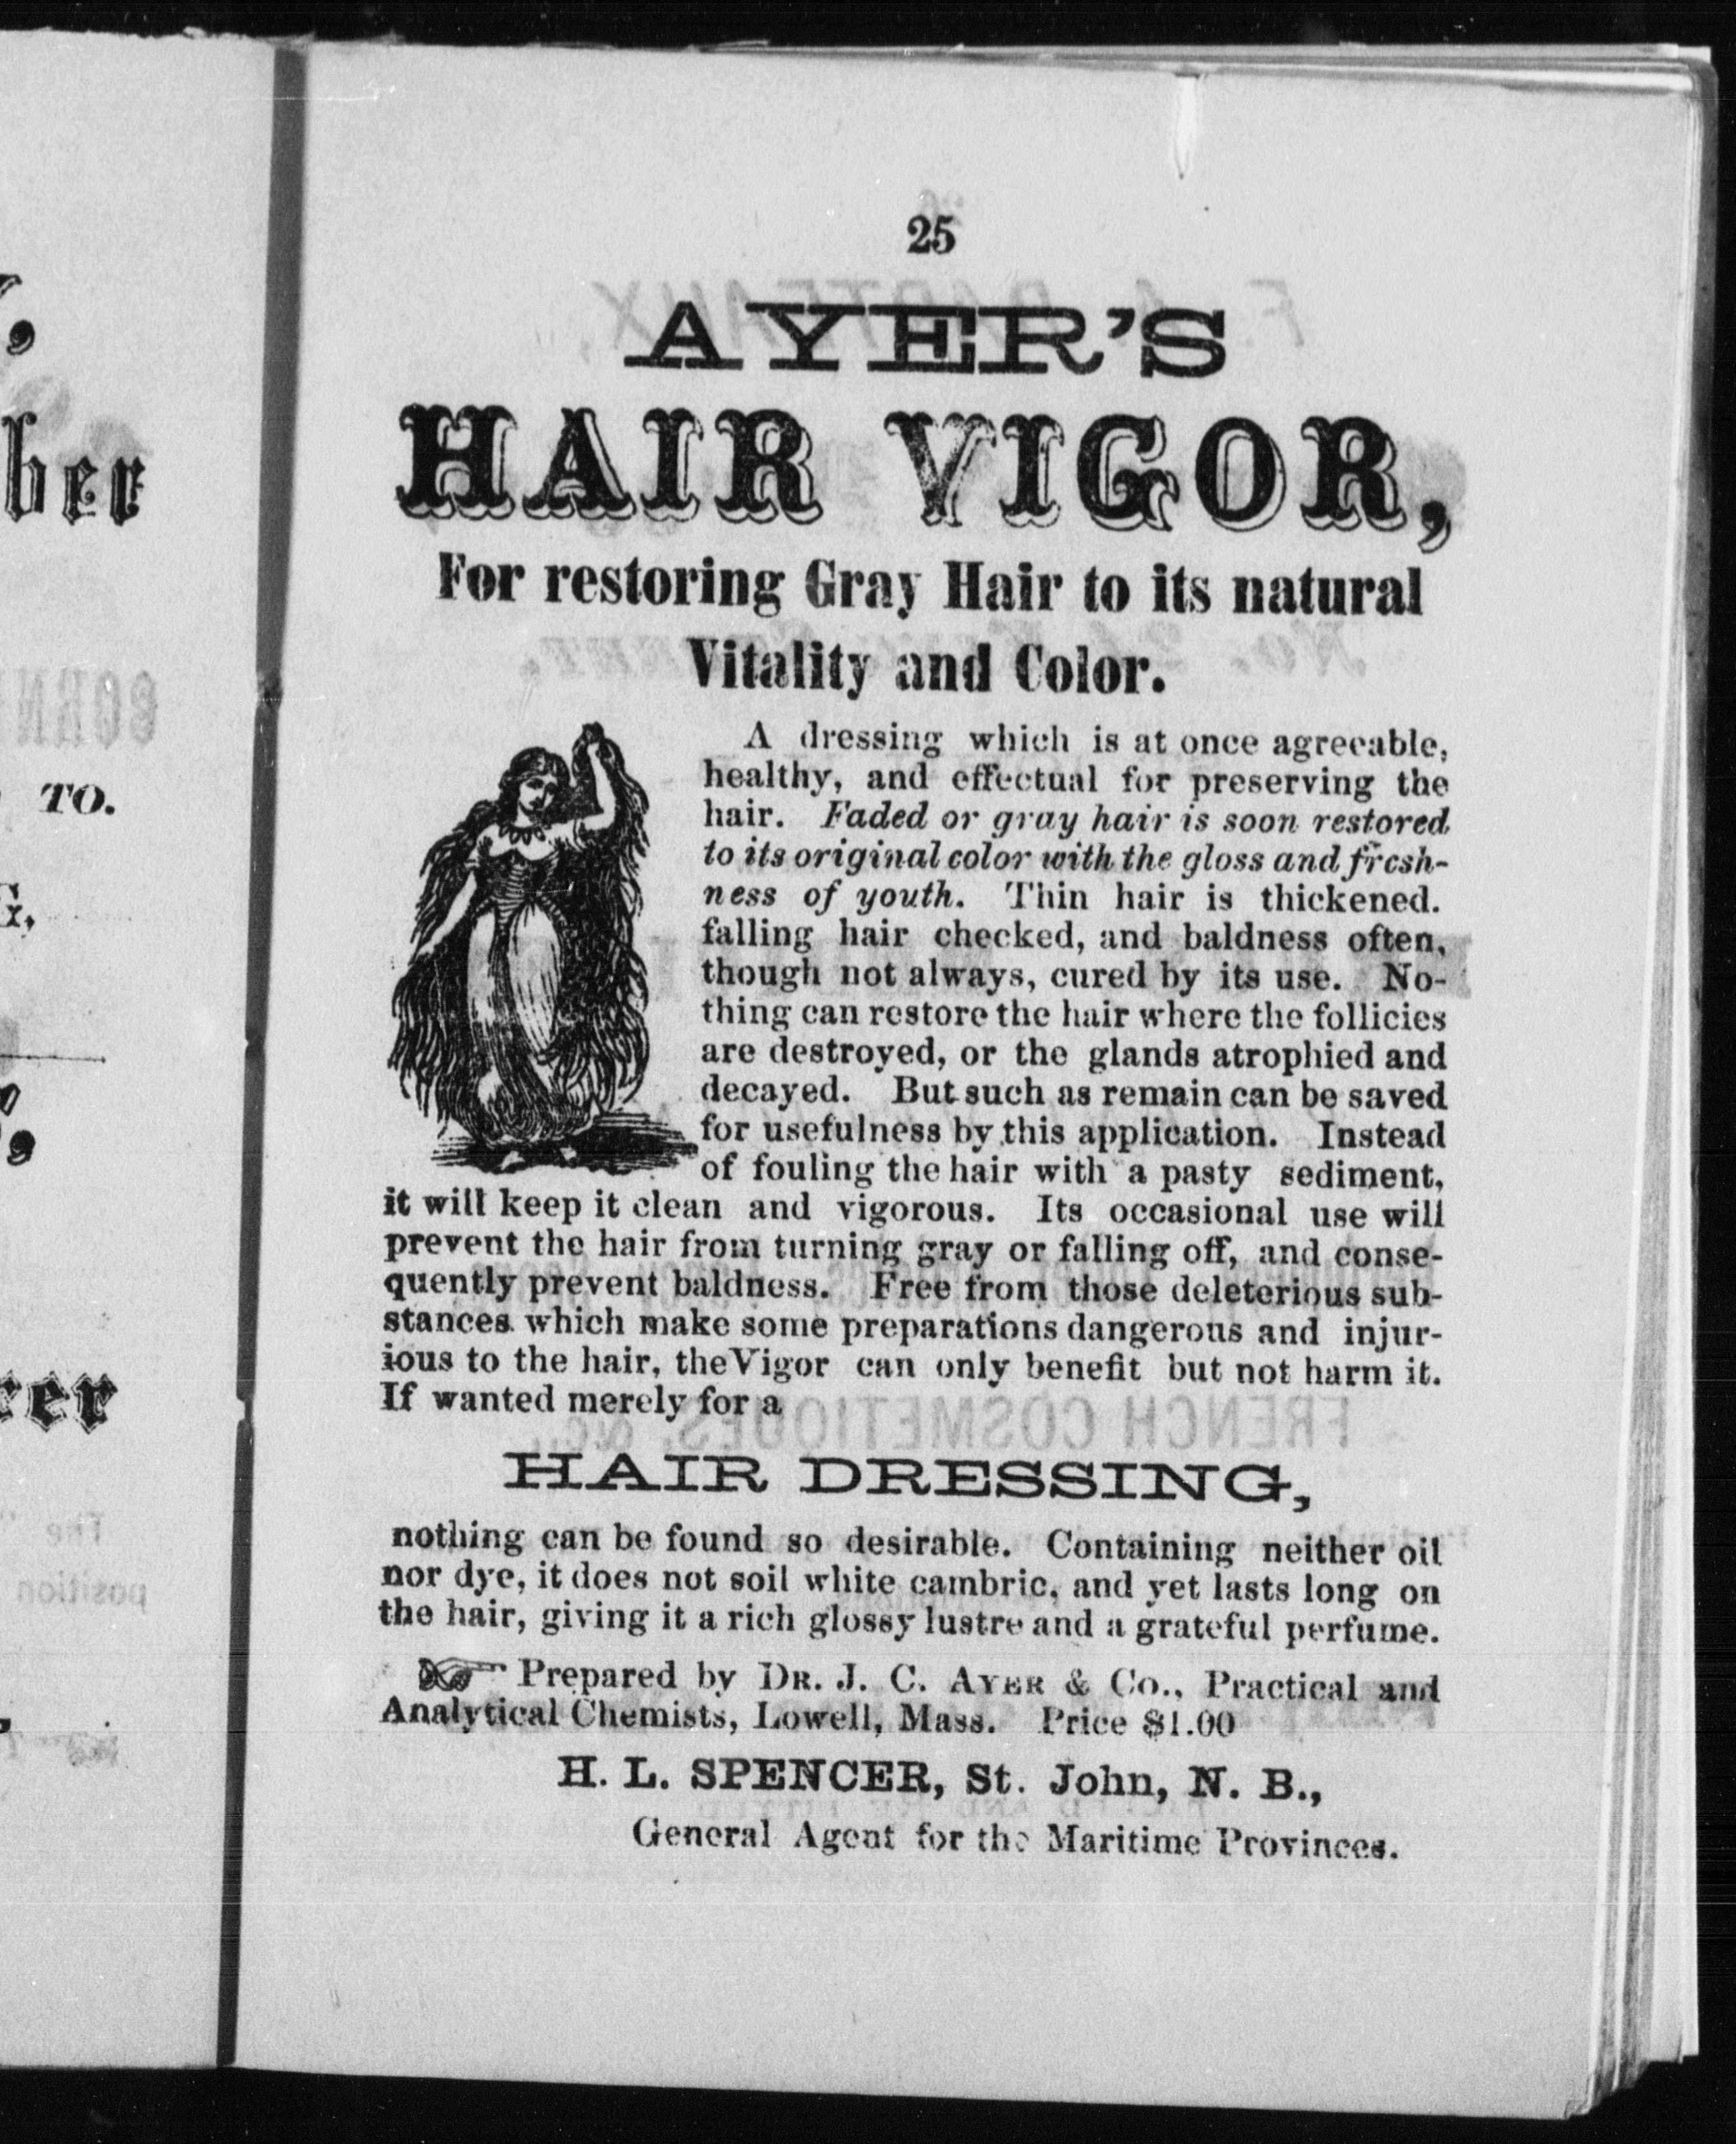 25
AYER'S
HAIR VIGOR,
For restoring Gray Hair to its natural
Vitality and Color.
A dressing which is at once agreeable,
healthy, and effectual for preserving the
hair. Faded or gray hair is soon restored
to its original color with the gloss and fresh-
ness of youth. Thin hair is thickened.
falling hair checked, and baldness often,
though not always, cured by its use. No-
thing can restore the hair where the follicies
are destroyed, or the glands atrophied and
decayed. But such as remain can be saved
for usefulness by this application. Instead
of fouling the hair with a pasty sediment,
it will keep it clean and vigorous. Its occasional use will
prevent the hair from turning gray or falling off, and conse-
quently prevent baldness. Free from those deleterious sub-
stances which make some preparations dangerous and injur-
ious to the hair, the Vigor can only benefit but not harm it.
If wanted merely for a
HAIR DRESSING,
nothing can be found so desirable. Containing neither oil
nor dye, it does not soil white cambric, and yet lasts long on
the hair, giving it a rich glossy lustre and a grateful perfume.
☞ Prepared by DR. J. C. AYER & Co., Practical and
Analytical Chemists, Lowell, Mass. Price $1.00
H. L. SPENCER, St. John, N. B.,
General Agent for the Maritime Provinces.
ber
TO.
rer